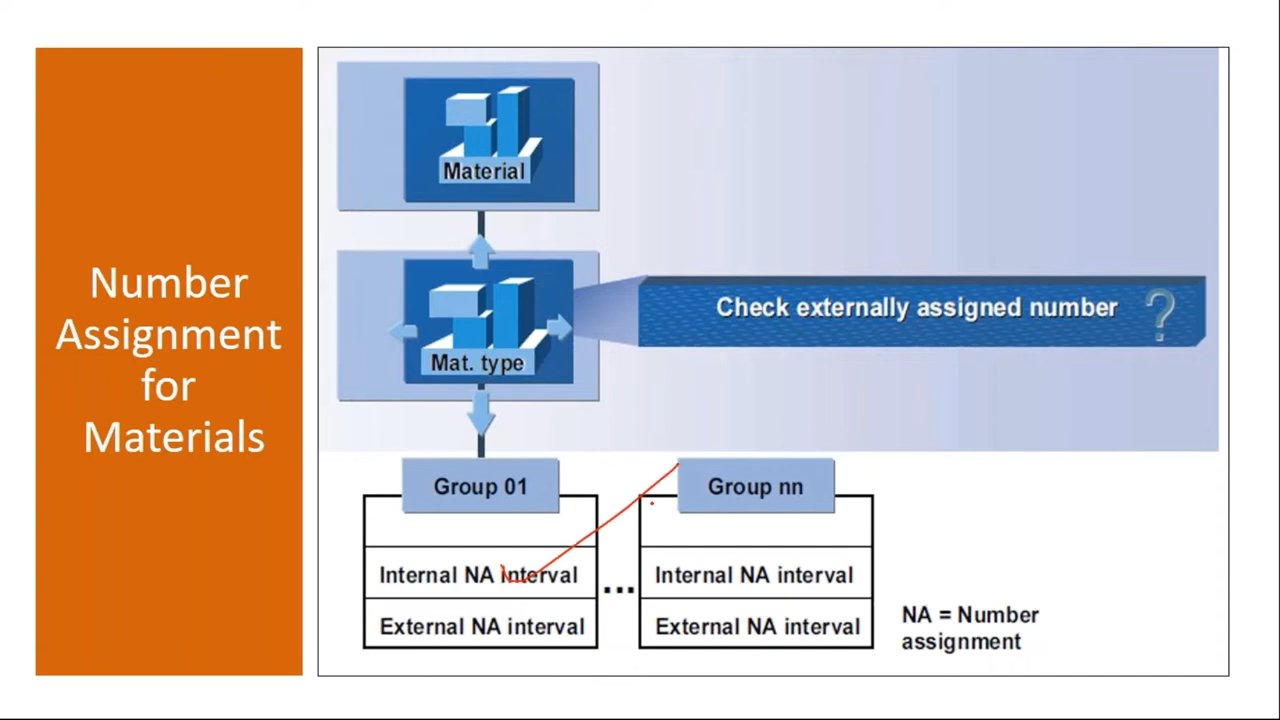 Number
Assignment
for
Materials
Material
Mat. type
Check externally assigned number ?
Group 01
Internal NA interval
External NA interval
...
Group nn
Internal NA interval
External NA interval
NA = Number
assignment